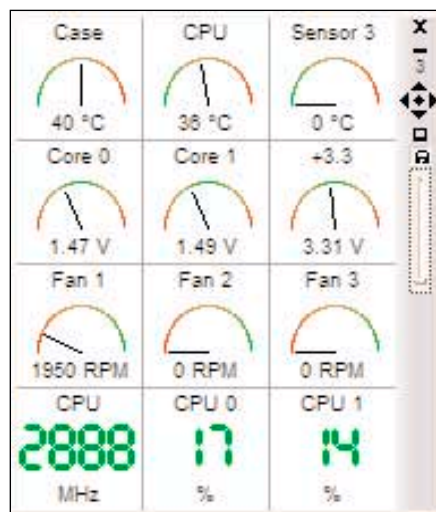 Case CPU Sensor 3 X
3
40 °C 36 °C 0 °C
Core 0 Core 1 +3.3
1.47 V 1.49 V 3.31 V
Fan 1 Fan 2 Fan 3
1950 RPM 0 RPM 0 RPM
CPU CPU 0 CPU 1
2888 17 14
MHz % %